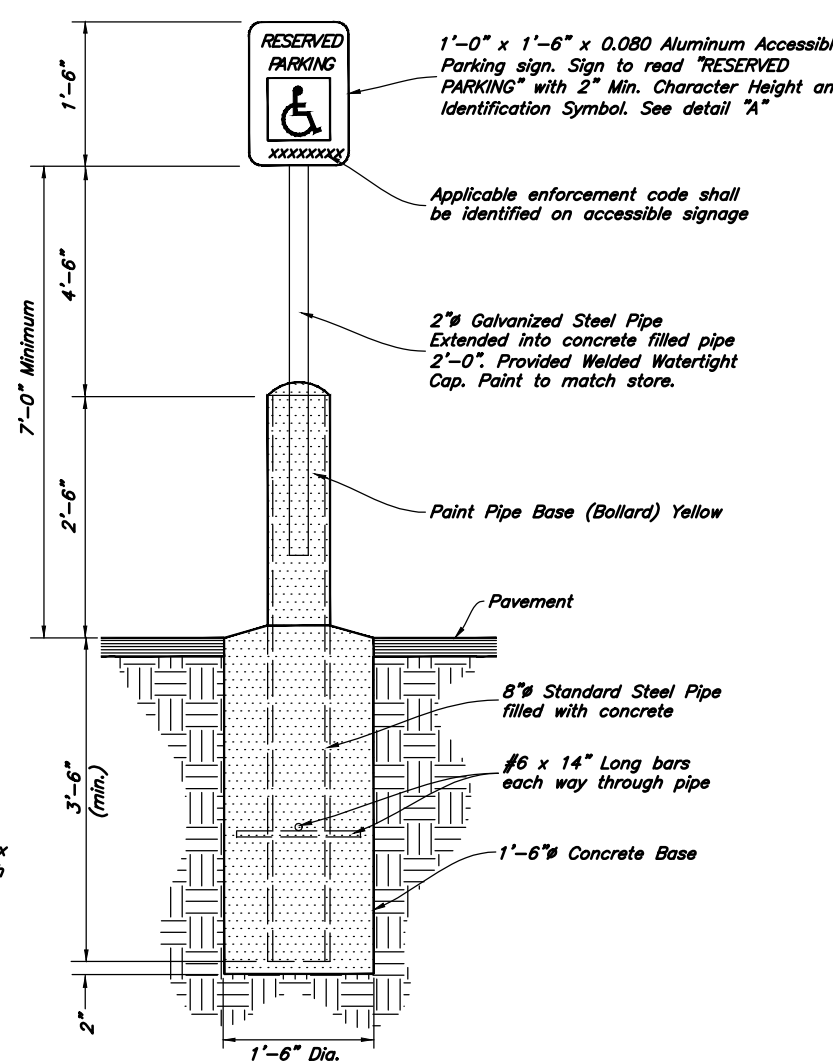 RESERVED
PARKING
XXXXXXXX
1'-0" x 1'-6" x 0.080 Aluminum
Parking sign. Sign to read "RESERVED
PARKING" with 2" Min. Character Height
Identification Symbol. See detail "A"
Applicable enforcement code shall
be identified on accessible signage
2"ø Galvanized Steel Pipe
Extended into concrete filled pipe
2'-0". Provided Welded Watertight
Cap. Paint to match store.
Paint Pipe Base (Bollard) Yellow
Pavement
8"ø Standard Steel Pipe
filled with concrete
#6 x 14" Long bars
each way through pipe
1'-6"ø Concrete Base
1'-6"
4'-6"
7'-0" Minimum
2'-6"
3'-6"
(min.)
2"
1'-6" Dia.